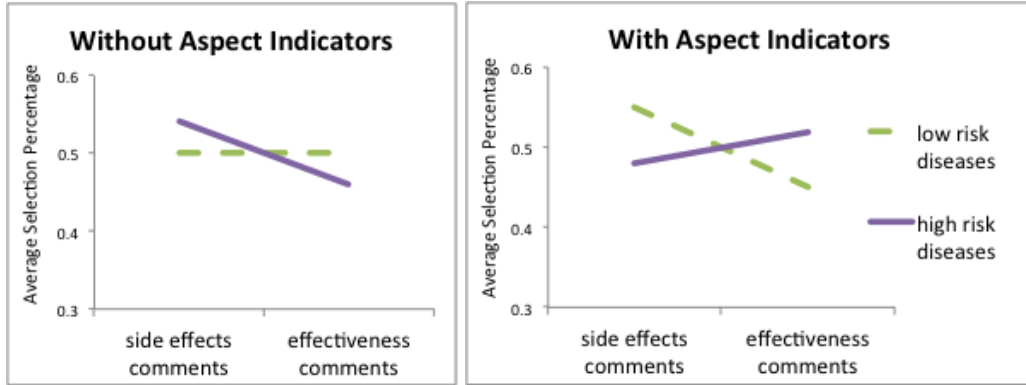 Without Aspect Indicators
Average Selection Percentage
0.6
0.5
0.4
0.3
side effects
comments
effectiveness
comments
With Aspect Indicators
Average Selection Percentage
0.6
0.5
0.4
0.3
side effects
comments
effectiveness
comments
low risk
diseases
high risk
diseases